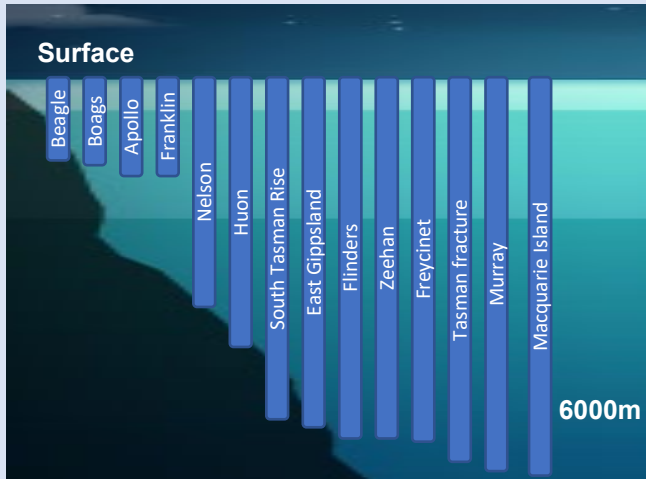 Surface
Beagle
Boags
Apollo
Franklin
Nelson
Huon
South Tasman Rise
East Gippsland
Flinders
Zeehan
Freycinet
Tasman fracture
Murray
Macquarie Island
6000m